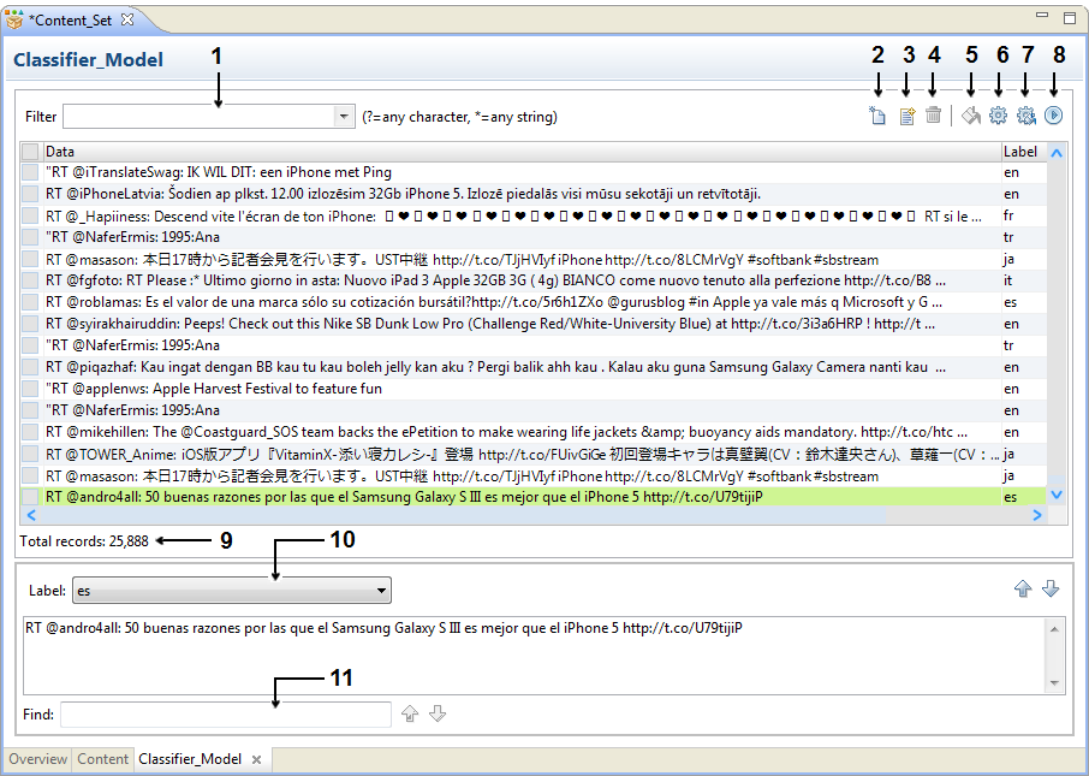 *Content_Set
Classifier_Model
1
2 3 4 5 6 7 8
Filter (?=any character, *=any string)
Data Label
"RT @iTranslateSwag: IK WIL DIT: een iPhone met Ping en
RT @iPhoneLatvia: Šodien ap plkst. 12.00 izlozēsim 32Gb iPhone 5. Izlozē piedalās visi mūsu sekotāji un retvītotāji. en
RT @_Hapiiness: Descend vite l'écran de ton iPhone: ▯♥▯♥▯♥▯♥▯♥▯♥▯♥▯♥▯♥▯♥▯♥▯♥▯♥▯♥▯ RT si le ... fr
"RT @NaferErmis: 1995:Ana tr
RT @masason: 本日17時から記者会見を行います。UST中継 http://t.co/TJjHVIyf iPhone http://t.co/8LCMrVgY #softbank #sbstream ja
RT @fgfoto: RT Please :* Ultimo giorno in asta: Nuovo iPad 3 Apple 32GB 3G ( 4g) BIANCO come nuovo tenuto alla perfezione http://t.co/B8 ... it
RT @roblamas: Es el valor de una marca sólo su cotización bursátil?http://t.co/5r6h1ZXo @gurusblog #in Apple ya vale más q Microsoft y G ... es
RT @syirakhairuddin: Peeps! Check out this Nike SB Dunk Low Pro (Challenge Red/White-University Blue) at http://t.co/3i3a6HRP ! http://t ... en
"RT @NaferErmis: 1995:Ana tr
RT @piqazhaf: Kau ingat dengan BB kau tu kau boleh jelly kan aku ? Pergi balik ahh kau . Kalau aku guna Samsung Galaxy Camera nanti kau ... en
"RT @applenws: Apple Harvest Festival to feature fun en
"RT @NaferErmis: 1995:Ana en
RT @mikehillen: The @Coastguard_SOS team backs the ePetition to make wearing life jackets &amp; buoyancy aids mandatory. http://t.co/htc ... en
RT @TOWER_Anime: iOS版アプリ『VitaminX-添い寝カレシ-』登場 http://t.co/FUivGiGe 初回登場キャラは真壁翼(CV：鈴木達央さん)、草薙一(CV：... ja
RT @masason: 本日17時から記者会見を行います。UST中継 http://t.co/TJjHVIyf iPhone http://t.co/8LCMrVgY #softbank #sbstream ja
RT @andro4all: 50 buenas razones por las que el Samsung Galaxy S III es mejor que el iPhone 5 http://t.co/U79tijiP es
Total records: 25,888 9 10
Label: es
RT @andro4all: 50 buenas razones por las que el Samsung Galaxy S III es mejor que el iPhone 5 http://t.co/U79tijiP
11
Find:
Overview Content Classifier_Model